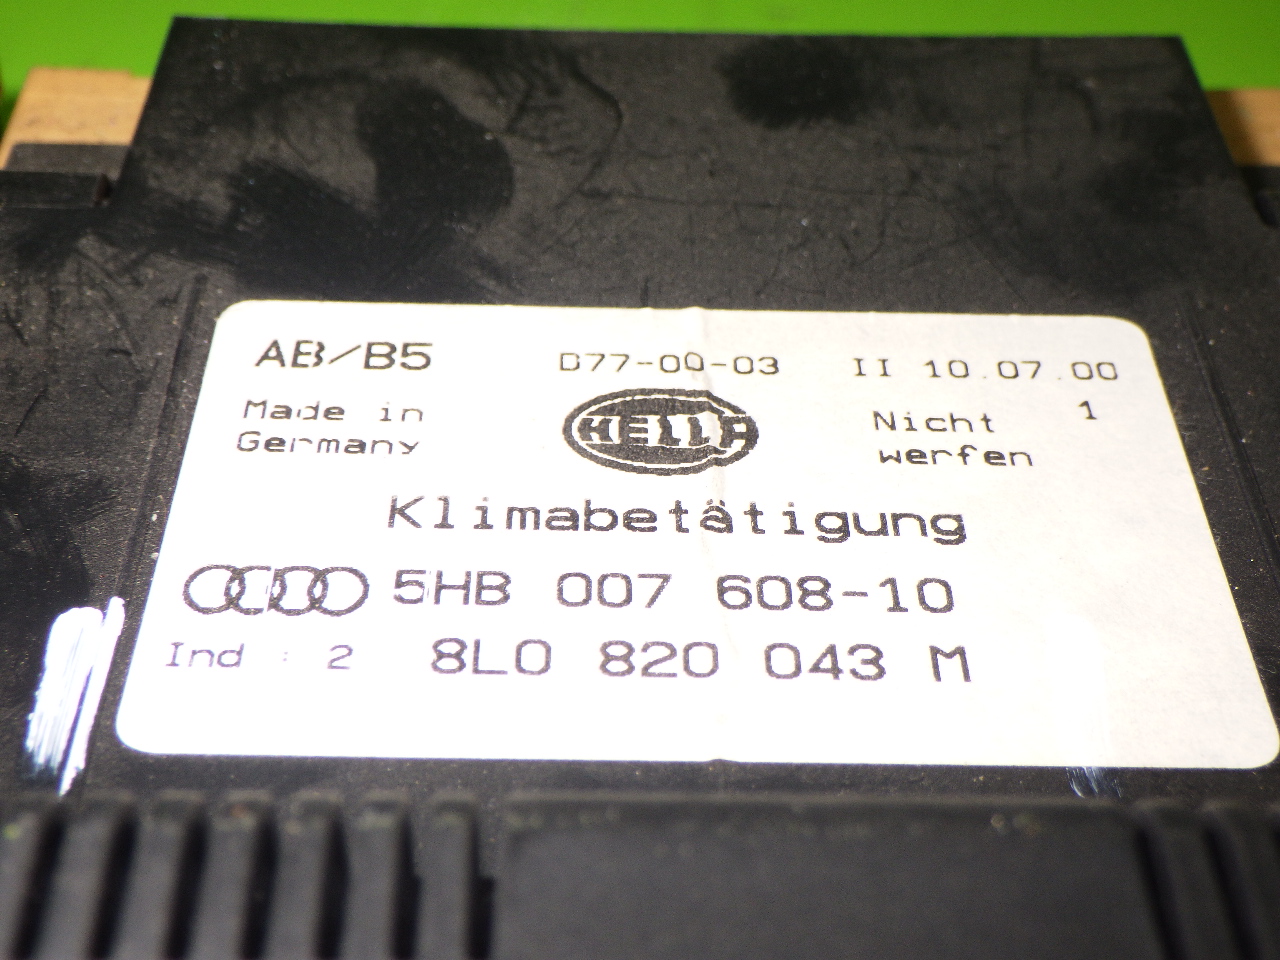 AB/B5 D77-00-03 II 10.07.00
Made in Nicht 1
Germany werfen
HELLA
Klimabetätigung
5HB 007 608-10
Ind : 2 8L0 820 043 M